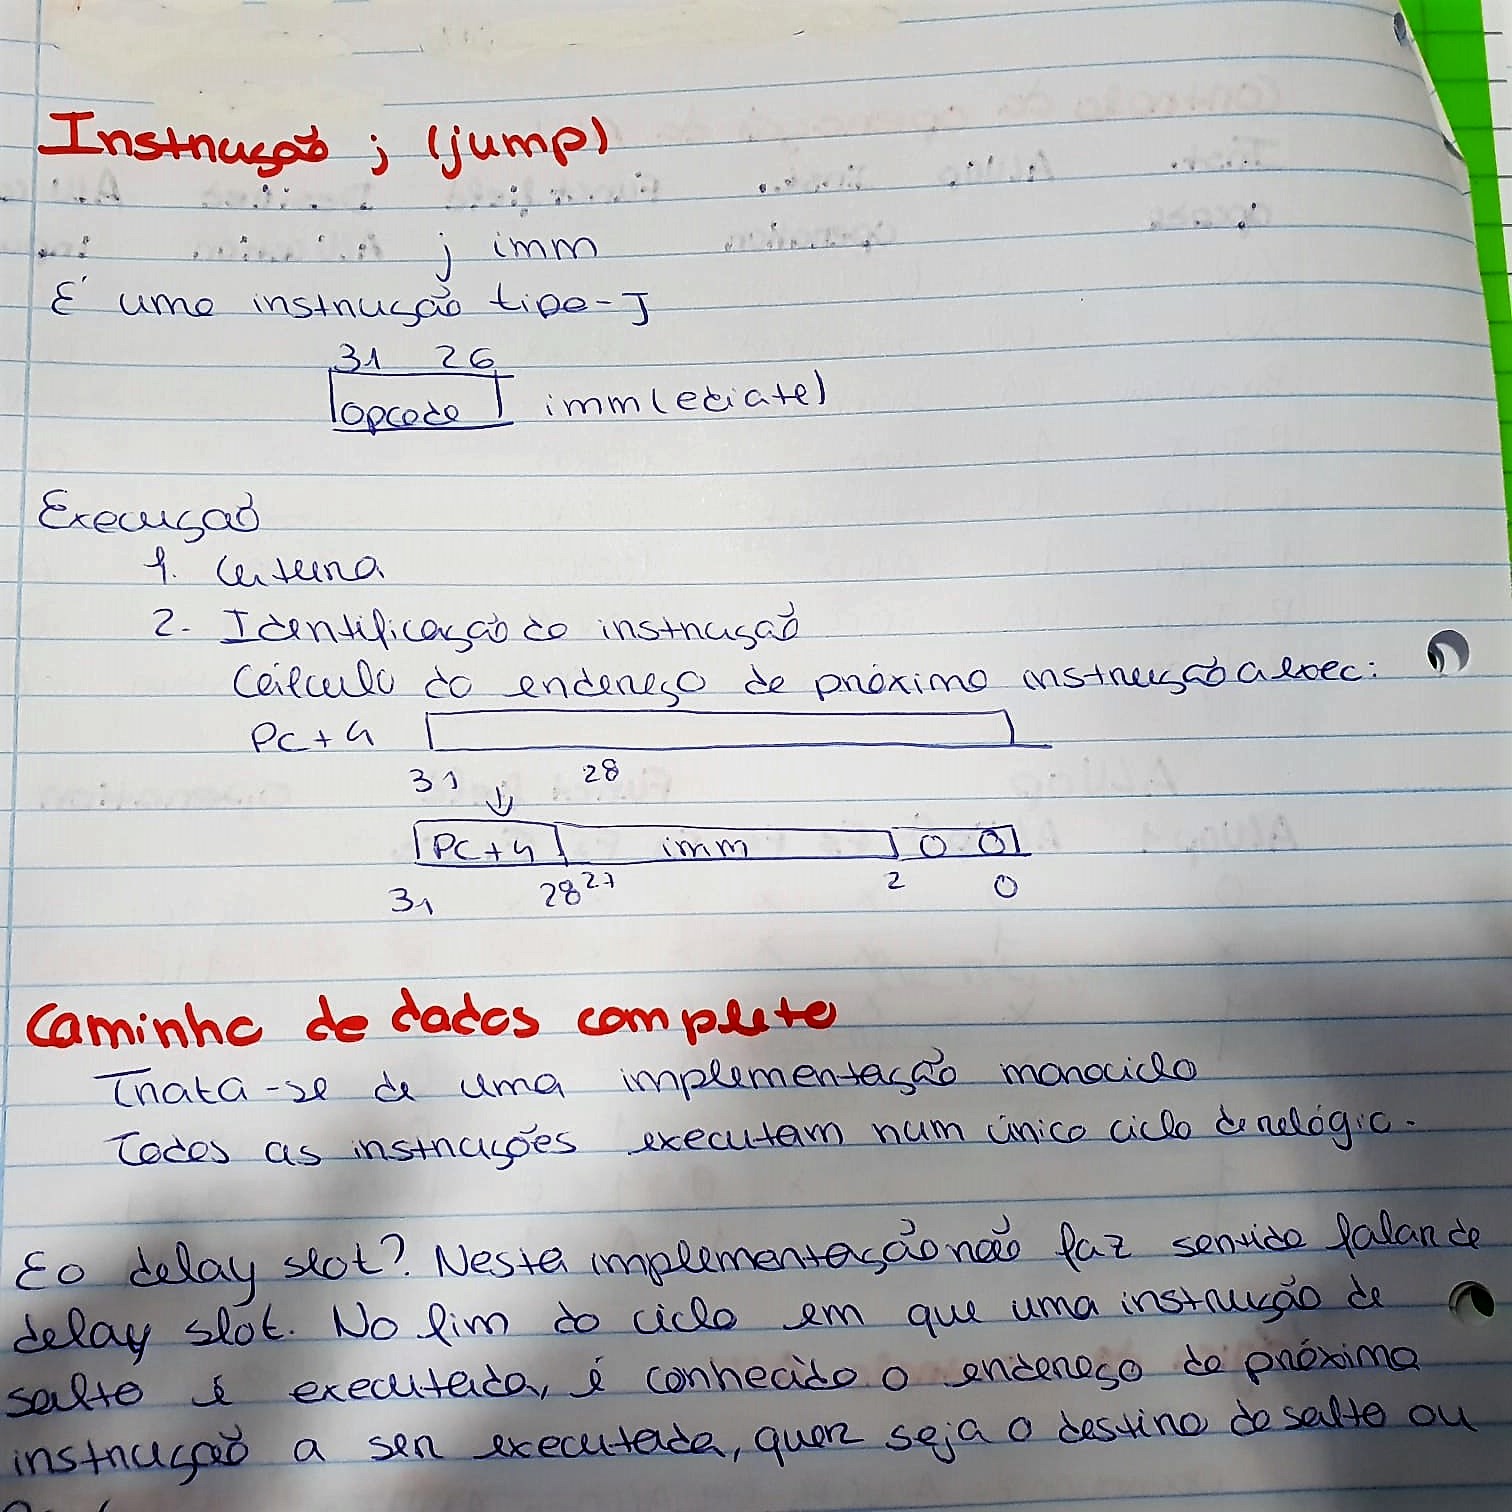 Instrução j (jump)
j imm
É uma instrução tipo-J
31 26
opcode imm(ediate)
Execução
1. Leitura
2. Identificação da instrução
Cálculo do endereço da próxima instrução a exec:
PC+4
31 28
PC+4 imm 0 0
31 28 27 2 0
Caminho de dados completo
Trata-se de uma implementação monociclo
Todas as instruções executam num único ciclo de relógio.
E o delay slot? Nesta implementação não faz sentido falar de
delay slot. No fim do ciclo em que uma instrução de
salto é executada, é conhecido o endereço da próxima
instrução a ser executada, quer seja o destino do salto ou